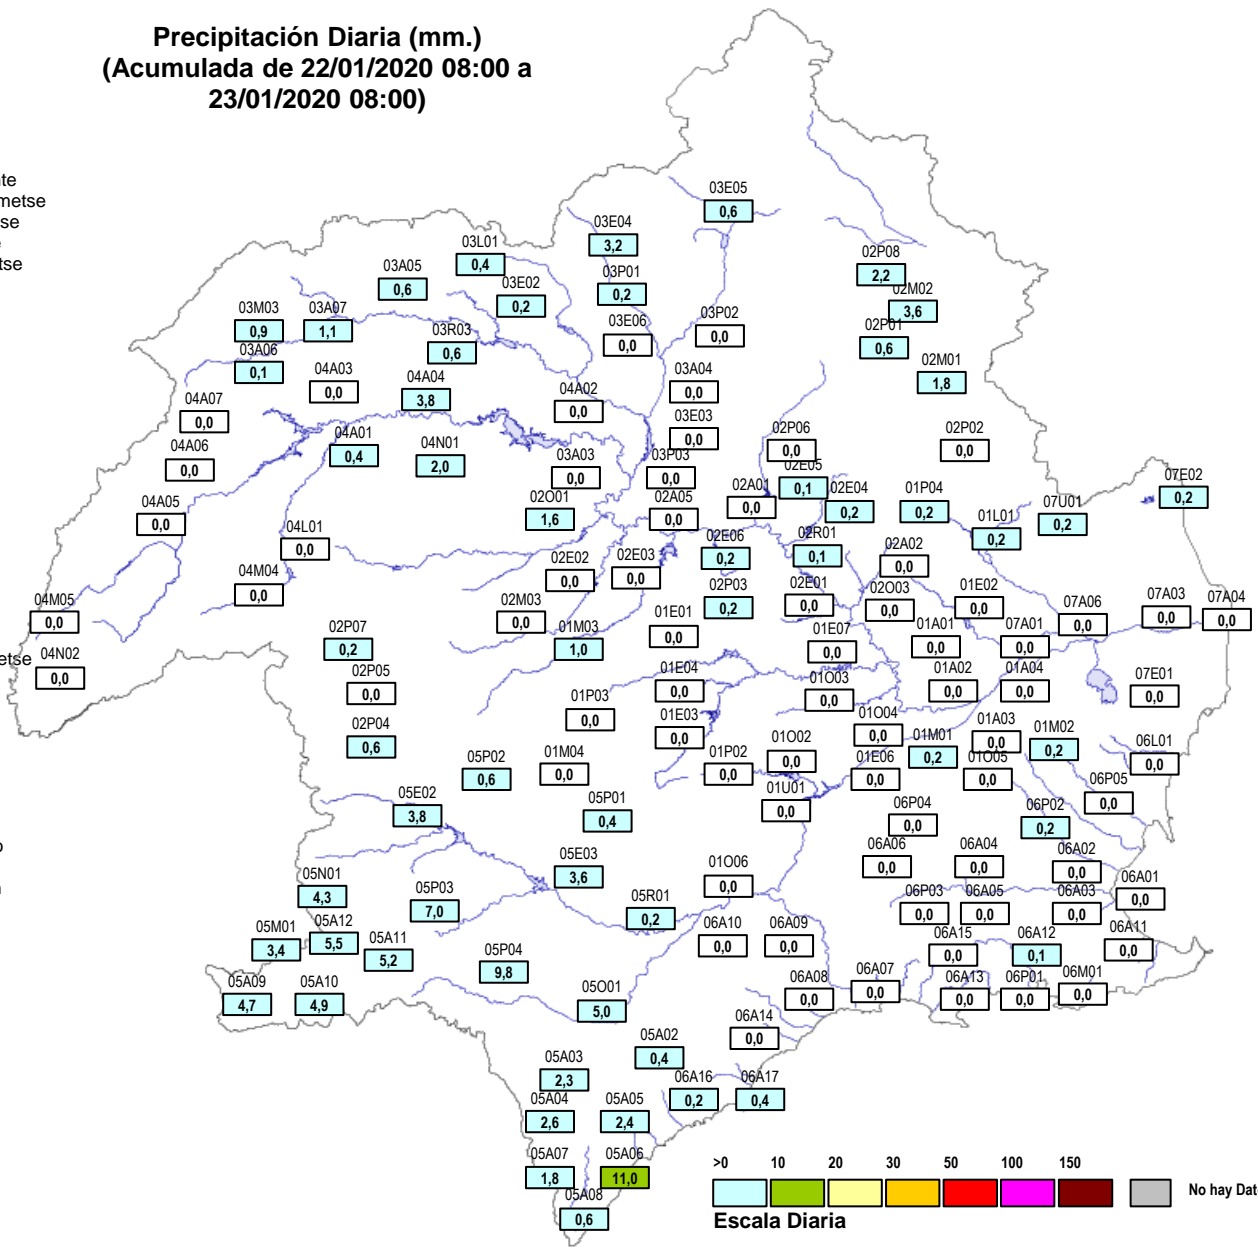 Precipitación Diaria (mm.)
(Acumulada de 22/01/2020 08:00 a
23/01/2020 08:00)
03E05
0,6
03E04
3,2
03L01
0,4
03A05
0,6
03E02
0,2
03P01
0,2
02P08
2,2
02M02
3,6
03M03
0,9
03A07
1,1
03R03
0,6
03E06
0,0
03P02
0,0
02P01
0,6
03A06
0,1
04A03
0,0
04A04
3,8
04A02
0,0
03A04
0,0
02M01
1,8
04A07
0,0
03E03
0,0
04A06
0,0
04A01
0,4
04N01
2,0
03A03
0,0
03P03
0,0
02P06
0,0
02P02
0,0
02E05
0,1
07E02
0,2
04A05
0,0
02O01
1,6
02A05
0,0
02A01
0,0
02E04
0,2
01P04
0,2
01L01
0,2
07U01
0,2
04L01
0,0
02E06
0,2
02R01
0,1
02A02
0,0
04M04
0,0
02E02
0,0
02E03
0,0
04M05
0,0
02M03
0,0
02P03
0,2
02E01
0,0
02O03
0,0
01E02
0,0
07A06
0,0
07A03
0,0
07A04
0,0
02P07
0,2
01M03
1,0
01E01
0,0
01E07
0,0
01A01
0,0
07A01
0,0
etse
04N02
0,0
02P05
0,0
01E04
0,0
01O03
0,0
01A02
0,0
01A04
0,0
07E01
0,0
01P03
0,0
02P04
0,6
01E03
0,0
01O04
0,0
01A03
0,0
01M02
0,2
05P02
0,6
01M04
0,0
01P02
0,0
01O02
0,0
01E06
0,0
01M01
0,2
01O05
0,0
06L01
0,0
05E02
3,8
05P01
0,4
01U01
0,0
06P04
0,0
06P02
0,2
06P05
0,0
05E03
3,6
01O06
0,0
06A06
0,0
06A04
0,0
06A02
0,0
05N01
4,3
05P03
7,0
05R01
0,2
06P03
0,0
06A05
0,0
06A03
0,0
06A01
0,0
05M01
3,4
05A12
5,5
05A11
5,2
05P04
9,8
06A10
0,0
06A09
0,0
06A15
0,0
06A12
0,1
06A11
0,0
05A09
4,7
05A10
4,9
05O01
5,0
06A08
0,0
06A07
0,0
06A13
0,0
06P01
0,0
06M01
0,0
06A14
0,0
05A02
0,4
05A03
2,3
06A16
0,2
06A17
0,4
05A04
2,6
05A05
2,4
05A07
1,8
05A06
11,0
05A08
0,6
>0 10 20 30 50 100 150
No hay Dat
Escala Diaria